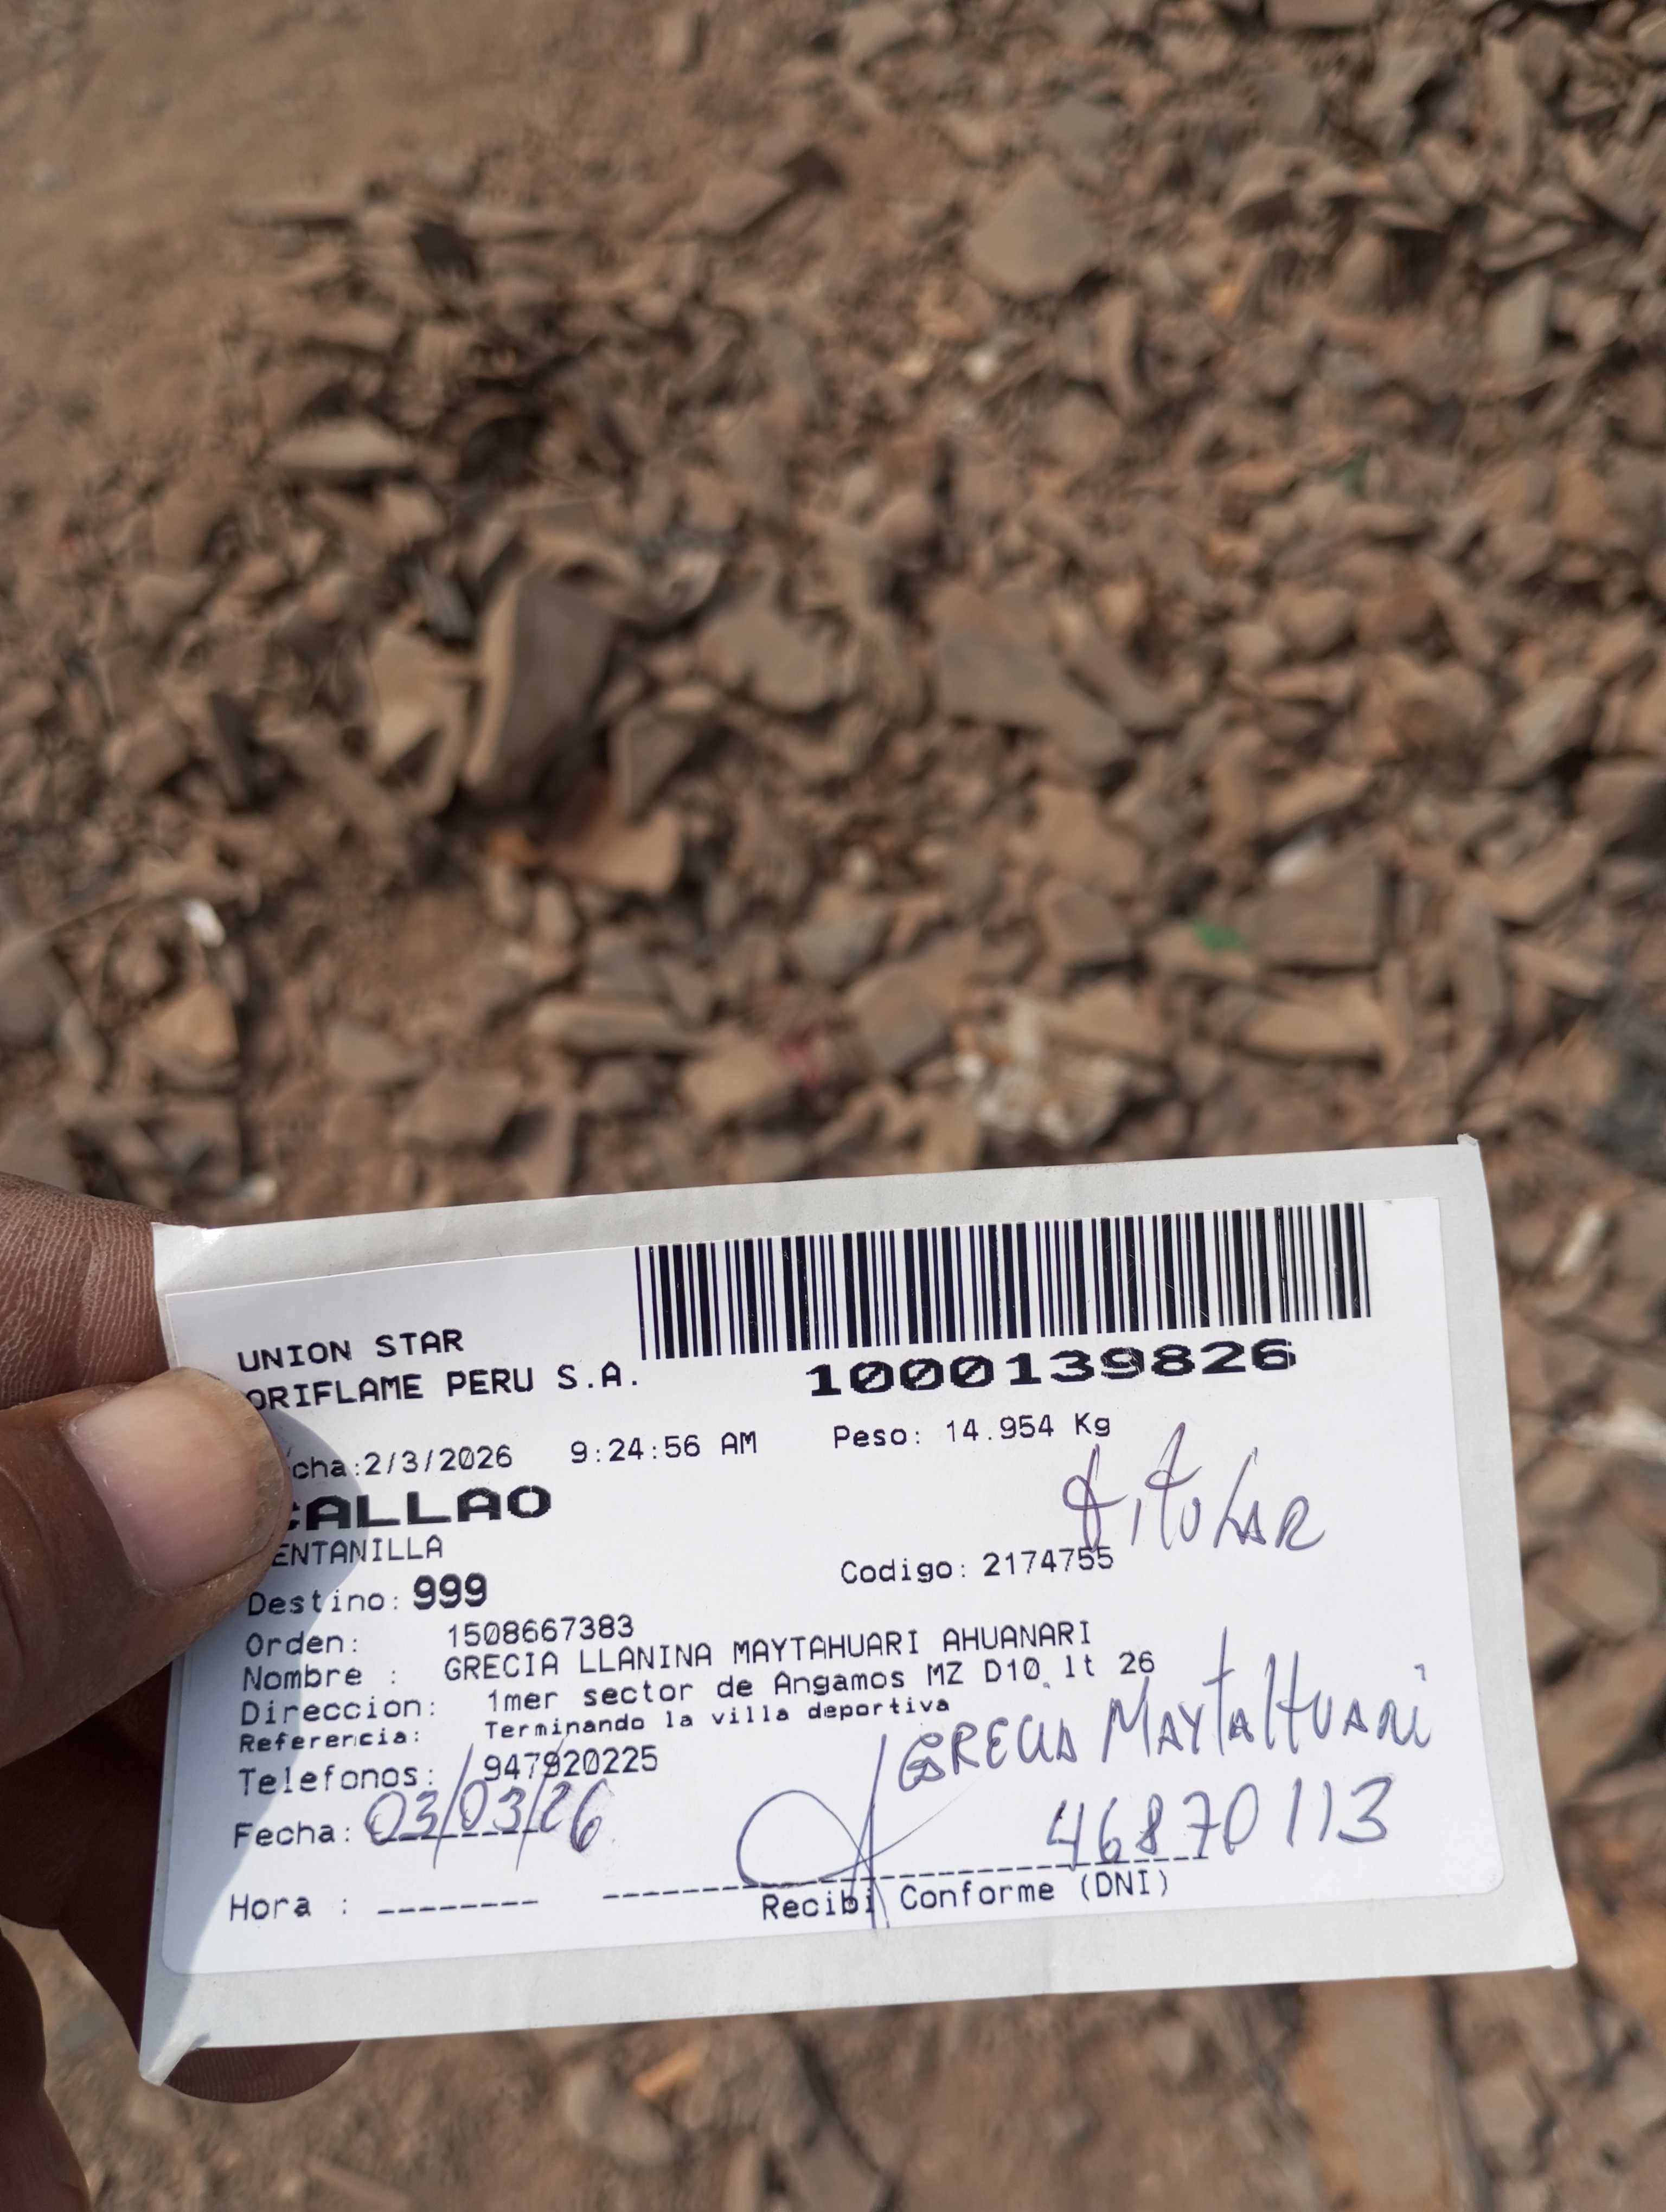 UNION STAR
ORIFLAME PERU S.A.
1000139826
cha:2/3/2026 9:24:56 AM Peso: 14.954 Kg
CALLAO
titular
ENTANILLA
Codigo: 2174755
Destino: 999
Orden: 1508667383
Nombre : GRECIA LLANINA MAYTAHUARI AHUANARI
Direccion: 1mer sector de Angamos MZ D10 lt 26
Referencia: Terminando la villa deportiva
Telefonos: 947920225
GRECIA MaytaHuari
Fecha: 03/03/26
46870113
Hora : --------
Recibi Conforme (DNI)